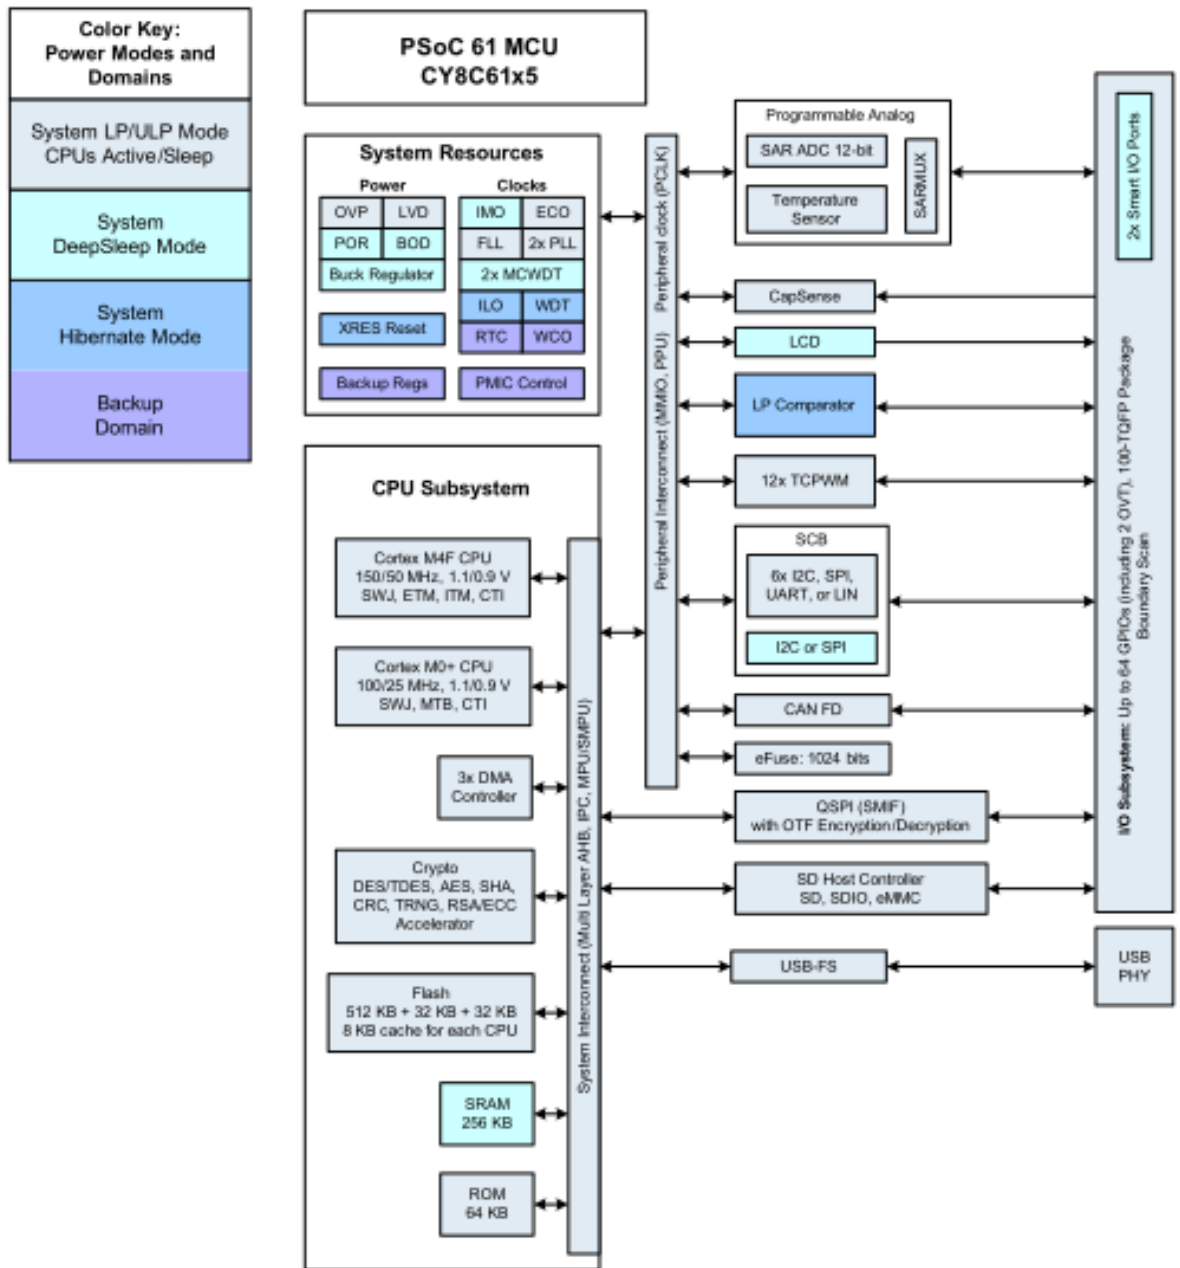 Color Key:
Power Modes and
Domains
System LP/ULP Mode
CPUs Active/Sleep
System
DeepSleep Mode
System
Hibernate Mode
Backup
Domain
PSoC 61 MCU
CY8C61x5
System Resources
Power
Clocks
OVP
LVD
IMO
ECO
POR
BOD
FLL
2x PLL
Buck Regulator
2x MCWDT
ILO
WDT
XRES Reset
RTC
WCO
Backup Regs
PMIC Control
CPU Subsystem
Cortex M4F CPU
150/50 MHz, 1.1/0.9 V
SWJ, ETM, ITM, CTI
Cortex M0+ CPU
100/25 MHz, 1.1/0.9 V
SWJ, MTB, CTI
3x DMA
Controller
Crypto
DES/TDES, AES, SHA,
CRC, TRNG, RSA/ECC
Accelerator
Flash
512 KB + 32 KB + 32 KB
8 KB cache for each CPU
SRAM
256 KB
ROM
64 KB
System Interconnect (Multi Layer AHB, IPC, MPU/SMPU)
Peripheral Interconnect (MMIO, PPU)
Peripheral clock (PCLK)
Programmable Analog
SAR ADC 12-bit
Temperature
Sensor
SARMUX
CapSense
LCD
LP Comparator
12x TCPWM
SCB
6x I2C, SPI,
UART, or LIN
I2C or SPI
CAN FD
eFuse: 1024 bits
QSPI (SMIF)
with OTF Encryption/Decryption
SD Host Controller
SD, SDIO, eMMC
USB-FS
2x Smart I/O Ports
I/O Subsystem: Up to 64 GPIOs (including 2 OVT), 100-TQFP Package
Boundary Scan
USB
PHY